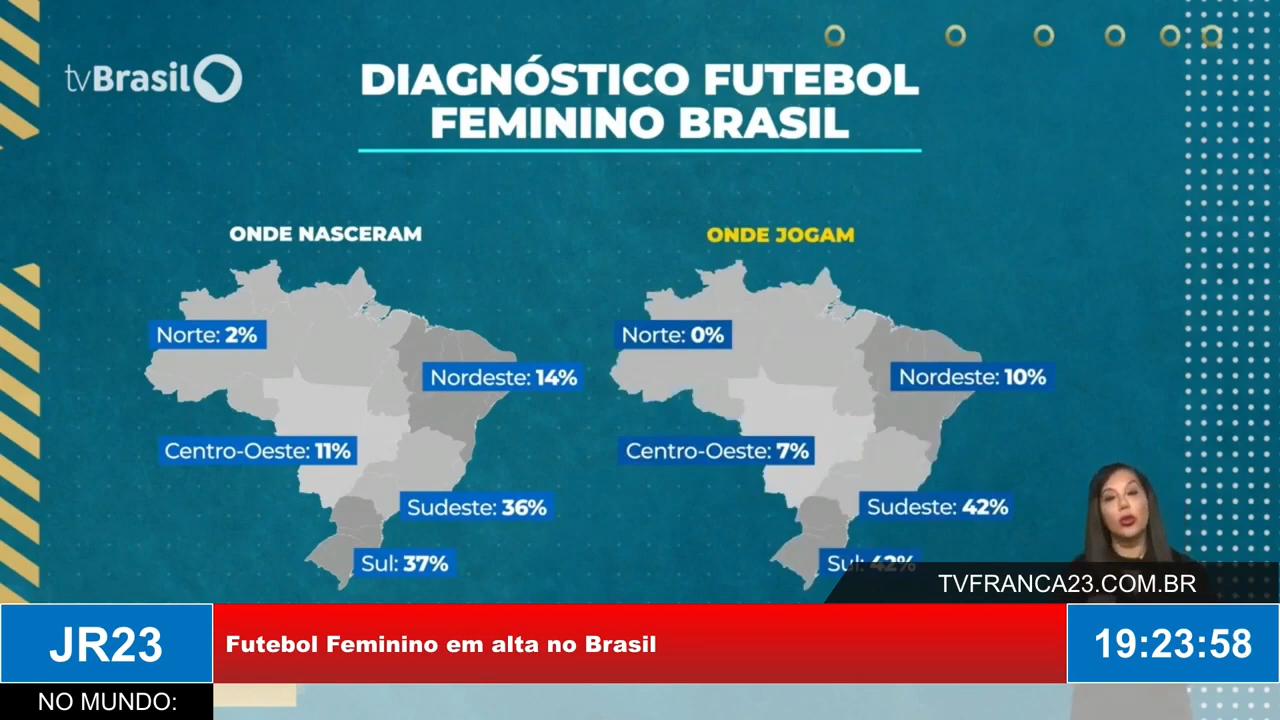 tvBrasil
DIAGNÓSTICO FUTEBOL
FEMININO BRASIL
ONDE NASCERAM
Norte: 2%
Nordeste: 14%
Centro-Oeste: 11%
Sudeste: 36%
Sul: 37%
ONDE JOGAM
Norte: 0%
Nordeste: 10%
Centro-Oeste: 7%
Sudeste: 42%
Sul: 42%
TVFRANCA23.COM.BR
JR23
Futebol Feminino em alta no Brasil
19:23:58
NO MUNDO: